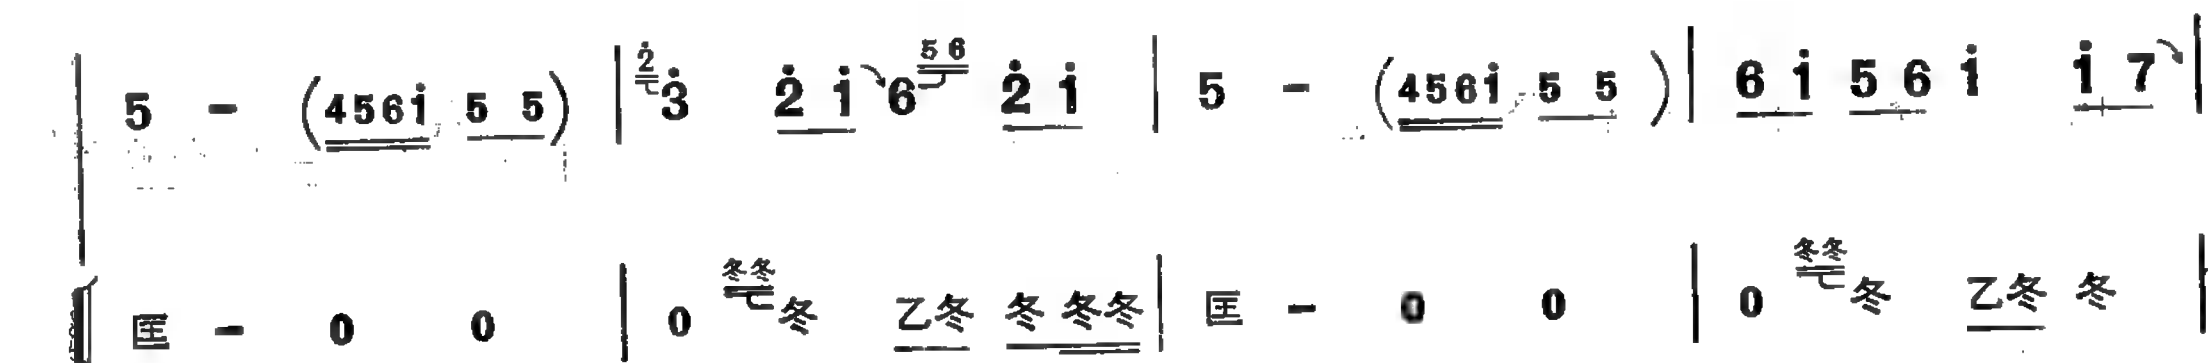 5 - (456i̇ 5 5) | 2̇ 3̇ 2̇ i̇ 6 56 2̇ i̇ | 5 - (456i̇ 5 5) | 6 i̇ 5 6 i̇ i̇ 7 |
匡 - 0 0 | 0 冬冬 冬 乙冬 冬 冬冬 | 匡 - 0 0 | 0 冬冬 冬 乙冬 冬 |